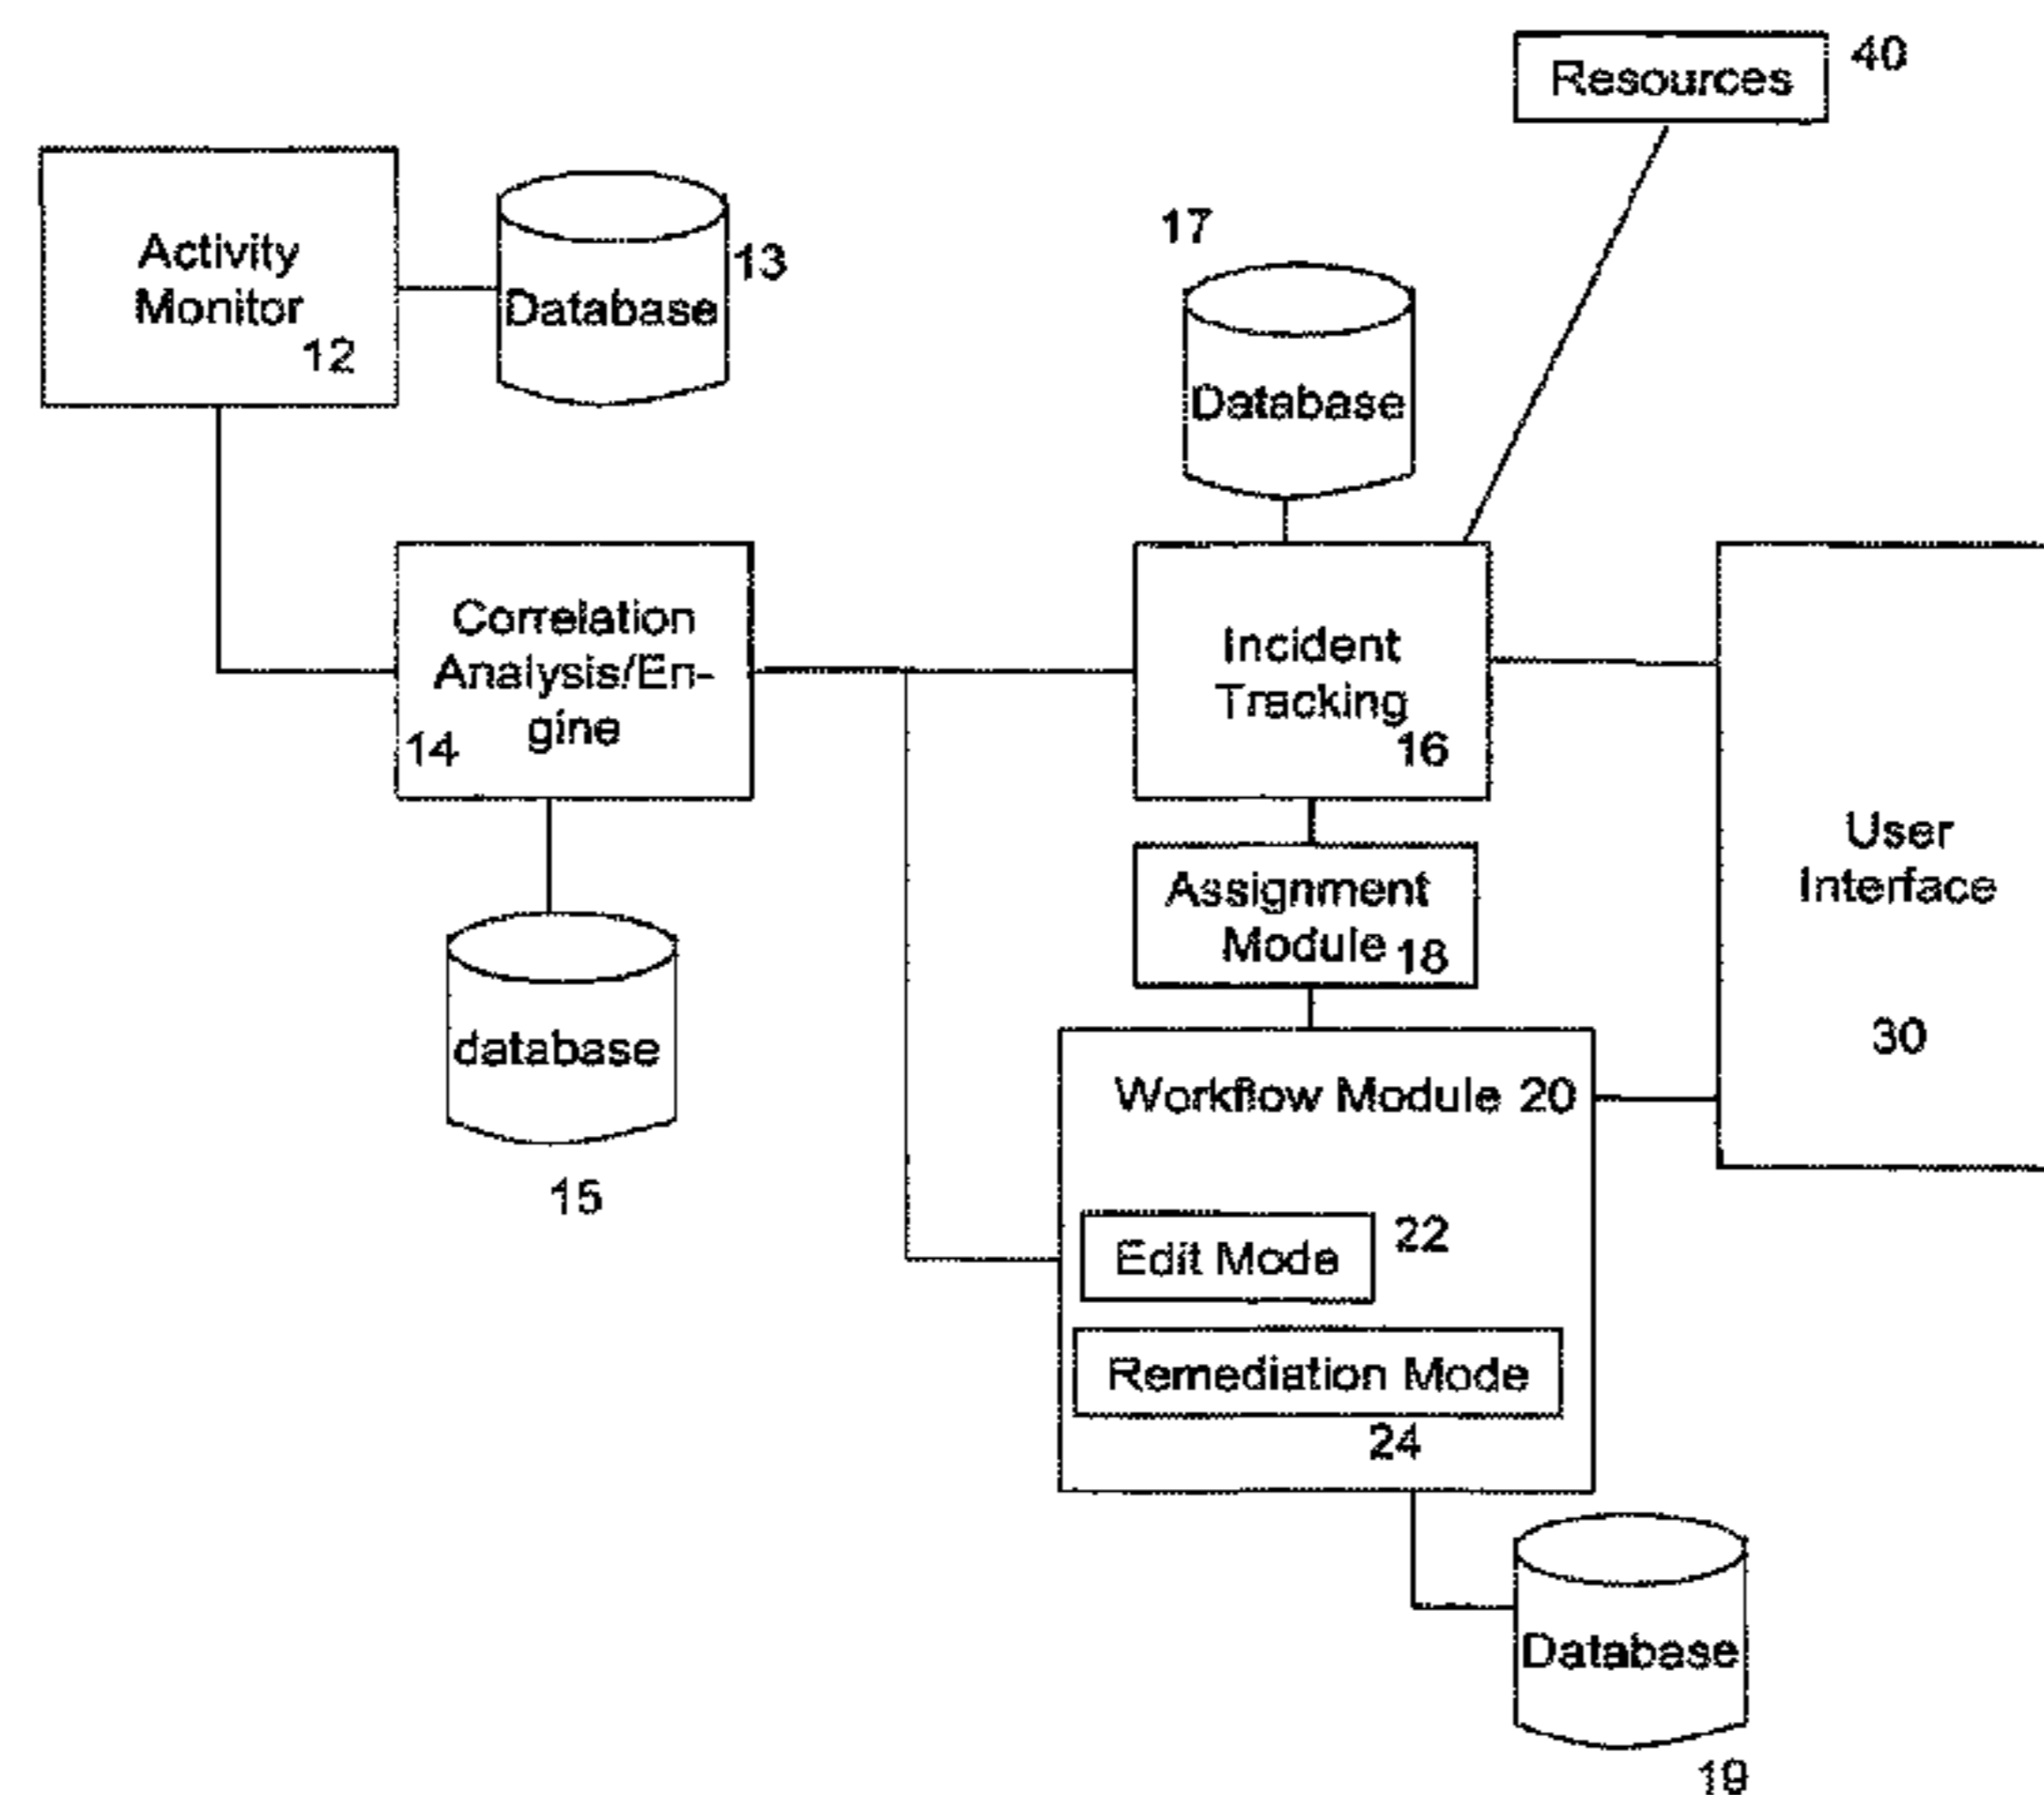 Resources
40
Activity
Monitor
12
Database
13
17
Database
Correlation
Analysis/En-
gine
14
Incident
Tracking
16
User
Interface
30
Assignment
Module 18
database
15
Workflow Module 20
Edit Mode
22
Remediation Mode
24
Database
19